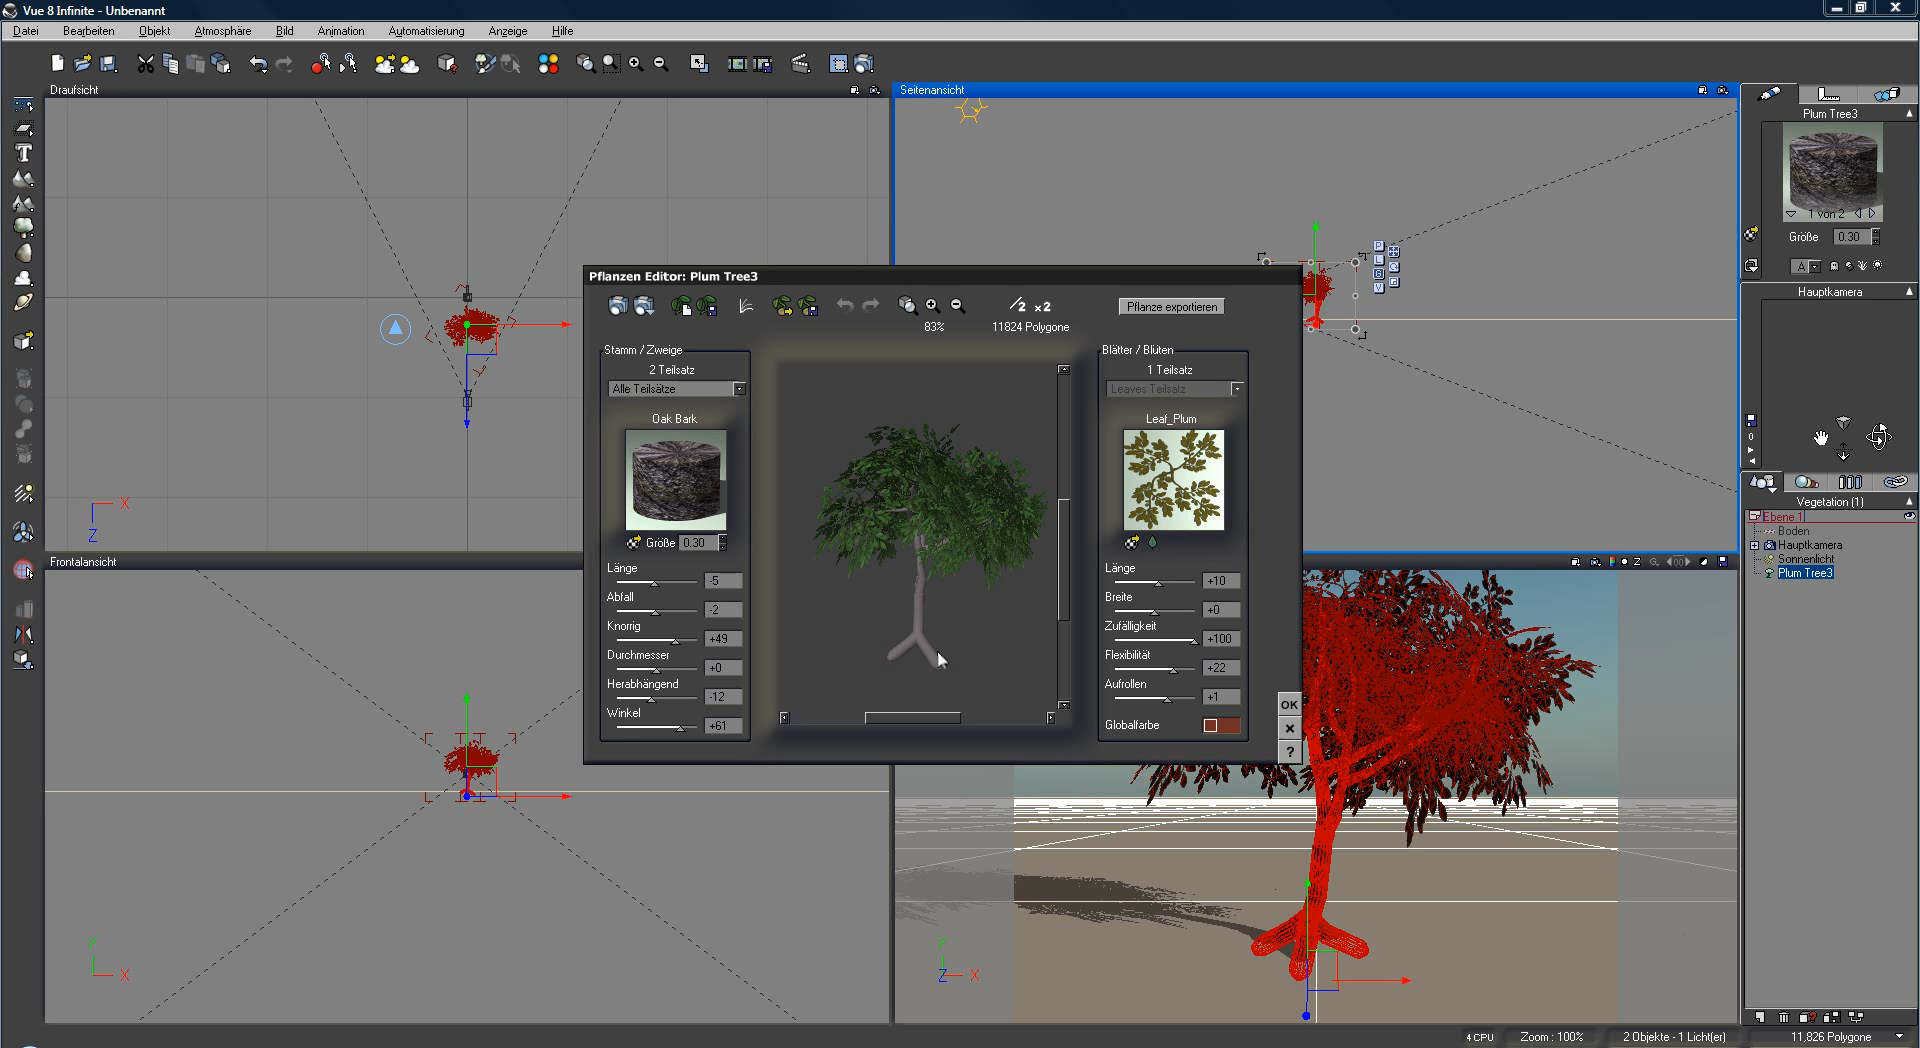 Vue 8 Infinite - Unbenannt
Datei Bearbeiten Objekt Atmosphäre Bild Animation Automatisierung Anzeige Hilfe
Draufsicht
Seitenansicht
Plum Tree3
1 von 2
Größe 0.30
A
Hauptkamera
P
L
G
V
X
Z
Pflanzen Editor: Plum Tree3
/2 x2
Pflanze exportieren
83%
11824 Polygone
Stamm / Zweige
2 Teilsatz
Alle Teilsätze
Oak Bark
Größe 0.30
Länge
-5
Abfall
-2
Knorrig
+49
Durchmesser
+0
Herabhängend
-12
Winkel
+61
Blätter / Blüten
1 Teilsatz
Leaves Teilsatz
Leaf_Plum
Länge
+10
Breite
+0
Zufälligkeit
+100
Flexibilität
+22
Aufrollen
+1
Globalfarbe
OK
x
?
0
Vegetation (1)
Ebene 1
Boden
Hauptkamera
Sonnenlicht
Plum Tree3
Frontalansicht
Z G. 00
Y
X
Y
Z X
4 CPU
Zoom : 100%
2 Objekte - 1 Licht(er)
11,826 Polygone